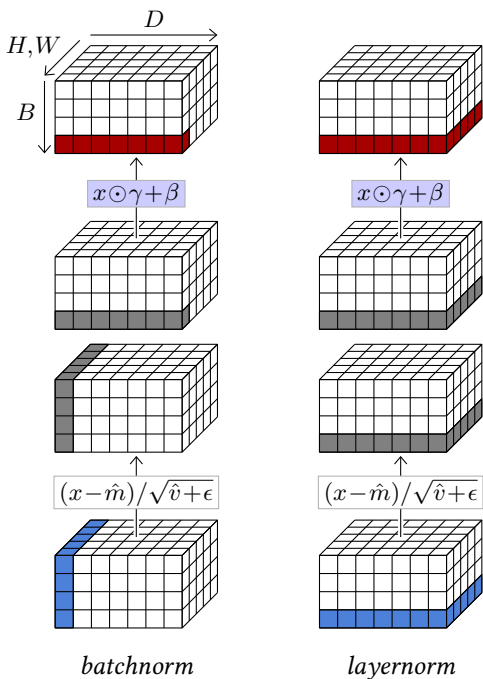 D
H,W
B
x⊙γ+β
x⊙γ+β
(x−m̂)/√v̂+ϵ
(x−m̂)/√v̂+ϵ
batchnorm
layernorm